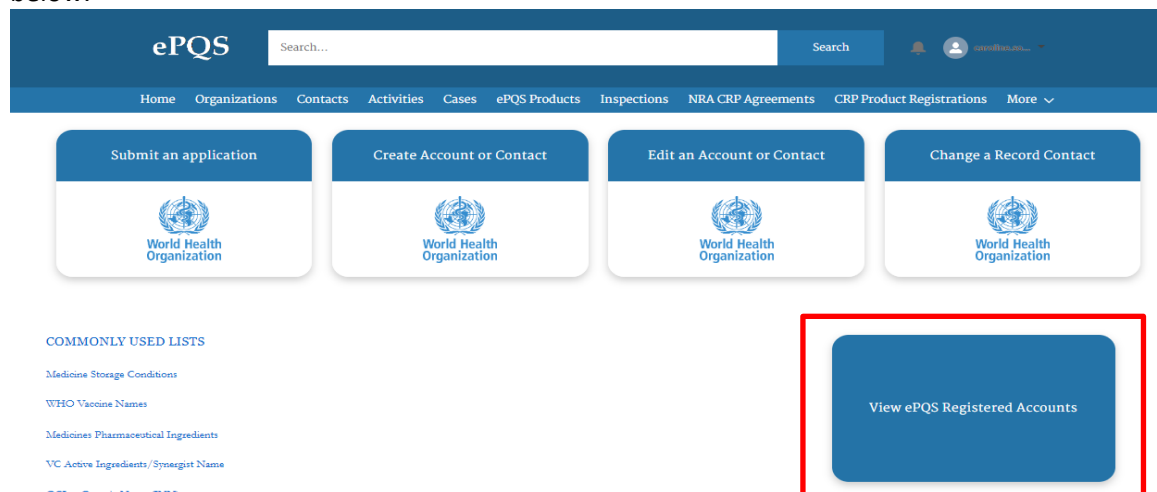 below.
ePQS Search... Search
Home Organizations Contacts Activities Cases ePQS Products Inspections NRA CRP Agreements CRP Product Registrations More
Submit an application Create Account or Contact Edit an Account or Contact Change a Record Contact
World Health Organization World Health Organization World Health Organization World Health Organization
COMMONLY USED LISTS
Medicine Storage Conditions
WHO Vaccine Names
View ePQS Registered Accounts
Medicines Pharmaceutical Ingredients
VC Active Ingredients/Synergist Name